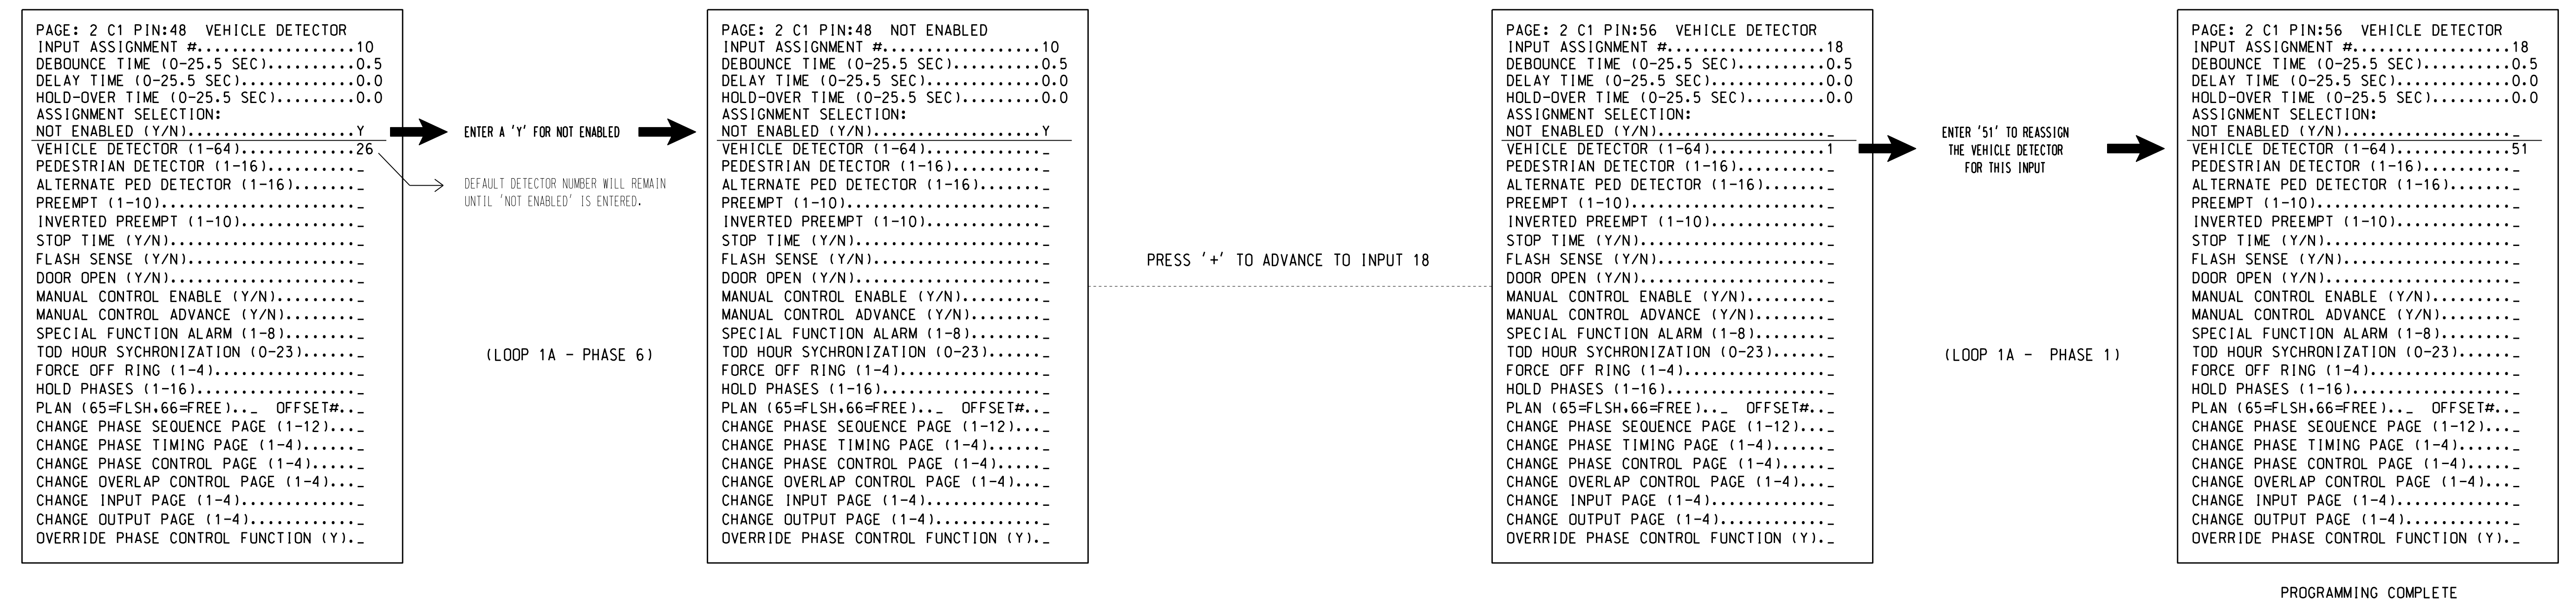 PAGE: 2 C1 PIN:48  VEHICLE DETECTOR
INPUT ASSIGNMENT #..................10
DEBOUNCE TIME (0-25.5 SEC)..........0.5
DELAY TIME (0-25.5 SEC).............0.0
HOLD-OVER TIME (0-25.5 SEC).........0.0
ASSIGNMENT SELECTION:
NOT ENABLED (Y/N)...................Y
VEHICLE DETECTOR (1-64).............26
PEDESTRIAN DETECTOR (1-16)..........._
ALTERNATE PED DETECTOR (1-16)......._
PREEMPT (1-10)......................_
INVERTED PREEMPT (1-10)............._
STOP TIME (Y/N)....................._
FLASH SENSE (Y/N)..................._
DOOR OPEN (Y/N)....................._
MANUAL CONTROL ENABLE (Y/N)........._
MANUAL CONTROL ADVANCE (Y/N)........_
SPECIAL FUNCTION ALARM (1-8)........_
TOD HOUR SYCHRONIZATION (0-23)......_
FORCE OFF RING (1-4)................_
HOLD PHASES (1-16).................._
PLAN (65=FLSH,66=FREE).._  OFFSET#.._
CHANGE PHASE SEQUENCE PAGE (1-12)..._
CHANGE PHASE TIMING PAGE (1-4)......_
CHANGE PHASE CONTROL PAGE (1-4)....._
CHANGE OVERLAP CONTROL PAGE (1-4)..._
CHANGE INPUT PAGE (1-4)............._
CHANGE OUTPUT PAGE (1-4)............_
OVERRIDE PHASE CONTROL FUNCTION (Y)._
ENTER A 'Y' FOR NOT ENABLED
DEFAULT DETECTOR NUMBER WILL REMAIN
UNTIL 'NOT ENABLED' IS ENTERED.
(LOOP 1A - PHASE 6)
PAGE: 2 C1 PIN:48  NOT ENABLED
INPUT ASSIGNMENT #..................10
DEBOUNCE TIME (0-25.5 SEC)..........0.5
DELAY TIME (0-25.5 SEC).............0.0
HOLD-OVER TIME (0-25.5 SEC).........0.0
ASSIGNMENT SELECTION:
NOT ENABLED (Y/N)...................Y
VEHICLE DETECTOR (1-64)............._
PEDESTRIAN DETECTOR (1-16).........._
ALTERNATE PED DETECTOR (1-16)......._
PREEMPT (1-10)......................_
INVERTED PREEMPT (1-10)............._
STOP TIME (Y/N)....................._
FLASH SENSE (Y/N)..................._
DOOR OPEN (Y/N)....................._
MANUAL CONTROL ENABLE (Y/N)........._
MANUAL CONTROL ADVANCE (Y/N)........_
SPECIAL FUNCTION ALARM (1-8)........_
TOD HOUR SYCHRONIZATION (0-23)......_
FORCE OFF RING (1-4)................_
HOLD PHASES (1-16).................._
PLAN (65=FLSH,66=FREE).._  OFFSET#.._
CHANGE PHASE SEQUENCE PAGE (1-12)..._
CHANGE PHASE TIMING PAGE (1-4)......_
CHANGE PHASE CONTROL PAGE (1-4)....._
CHANGE OVERLAP CONTROL PAGE (1-4)..._
CHANGE INPUT PAGE (1-4)............._
CHANGE OUTPUT PAGE (1-4)............_
OVERRIDE PHASE CONTROL FUNCTION (Y)._
PRESS '+' TO ADVANCE TO INPUT 18
PAGE: 2 C1 PIN:56  VEHICLE DETECTOR
INPUT ASSIGNMENT #..................18
DEBOUNCE TIME (0-25.5 SEC)..........0.5
DELAY TIME (0-25.5 SEC).............0.0
HOLD-OVER TIME (0-25.5 SEC).........0.0
ASSIGNMENT SELECTION:
NOT ENABLED (Y/N)..................._
VEHICLE DETECTOR (1-64).............1
PEDESTRIAN DETECTOR (1-16).........._
ALTERNATE PED DETECTOR (1-16)......._
PREEMPT (1-10)......................_
INVERTED PREEMPT (1-10)............._
STOP TIME (Y/N)....................._
FLASH SENSE (Y/N)..................._
DOOR OPEN (Y/N)....................._
MANUAL CONTROL ENABLE (Y/N)........._
MANUAL CONTROL ADVANCE (Y/N)........_
SPECIAL FUNCTION ALARM (1-8)........_
TOD HOUR SYCHRONIZATION (0-23)......_
FORCE OFF RING (1-4)................_
HOLD PHASES (1-16).................._
PLAN (65=FLSH,66=FREE).._  OFFSET#.._
CHANGE PHASE SEQUENCE PAGE (1-12)..._
CHANGE PHASE TIMING PAGE (1-4)......_
CHANGE PHASE CONTROL PAGE (1-4)....._
CHANGE OVERLAP CONTROL PAGE (1-4)..._
CHANGE INPUT PAGE (1-4)............._
CHANGE OUTPUT PAGE (1-4)............_
OVERRIDE PHASE CONTROL FUNCTION (Y)._
ENTER '51' TO REASSIGN
THE VEHICLE DETECTOR
FOR THIS INPUT
(LOOP 1A -  PHASE 1)
PAGE: 2 C1 PIN:56  VEHICLE DETECTOR
INPUT ASSIGNMENT #..................18
DEBOUNCE TIME (0-25.5 SEC)..........0.5
DELAY TIME (0-25.5 SEC).............0.0
HOLD-OVER TIME (0-25.5 SEC).........0.0
ASSIGNMENT SELECTION:
NOT ENABLED (Y/N)..................._
VEHICLE DETECTOR (1-64).............51
PEDESTRIAN DETECTOR (1-16).........._
ALTERNATE PED DETECTOR (1-16)......._
PREEMPT (1-10)......................_
INVERTED PREEMPT (1-10)............._
STOP TIME (Y/N)....................._
FLASH SENSE (Y/N)..................._
DOOR OPEN (Y/N)....................._
MANUAL CONTROL ENABLE (Y/N)........._
MANUAL CONTROL ADVANCE (Y/N)........_
SPECIAL FUNCTION ALARM (1-8)........_
TOD HOUR SYCHRONIZATION (0-23)......_
FORCE OFF RING (1-4)................_
HOLD PHASES (1-16).................._
PLAN (65=FLSH,66=FREE).._  OFFSET#.._
CHANGE PHASE SEQUENCE PAGE (1-12)..._
CHANGE PHASE TIMING PAGE (1-4)......_
CHANGE PHASE CONTROL PAGE (1-4)....._
CHANGE OVERLAP CONTROL PAGE (1-4)..._
CHANGE INPUT PAGE (1-4)............._
CHANGE OUTPUT PAGE (1-4)............_
OVERRIDE PHASE CONTROL FUNCTION (Y)._
PROGRAMMING COMPLETE